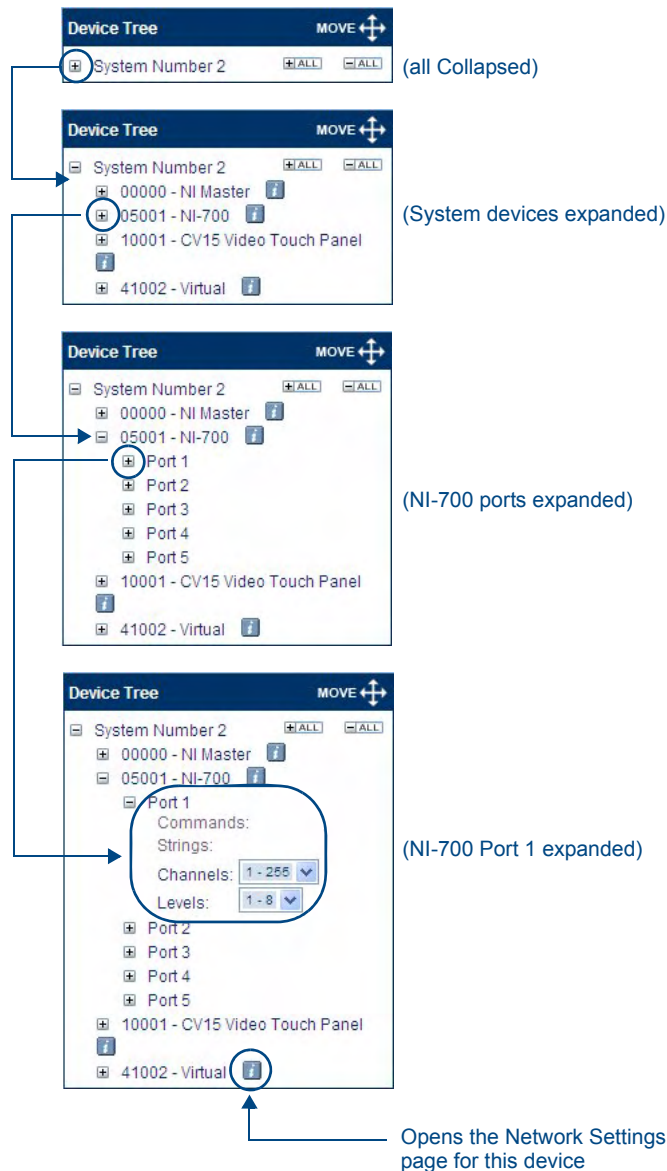 Device Tree MOVE
System Number 2 +ALL −ALL (all Collapsed)
Device Tree MOVE
System Number 2 +ALL −ALL
00000 - NI Master i
05001 - NI-700 i (System devices expanded)
10001 - CV15 Video Touch Panel
i
41002 - Virtual i
Device Tree MOVE
System Number 2 +ALL −ALL
00000 - NI Master i
05001 - NI-700 i
Port 1
Port 2
Port 3 (NI-700 ports expanded)
Port 4
Port 5
10001 - CV15 Video Touch Panel
i
41002 - Virtual i
Device Tree MOVE
System Number 2 +ALL −ALL
00000 - NI Master i
05001 - NI-700 i
Port 1
Commands:
Strings: (NI-700 Port 1 expanded)
Channels: 1 - 255
Levels: 1 - 8
Port 2
Port 3
Port 4
Port 5
10001 - CV15 Video Touch Panel
i
41002 - Virtual i
Opens the Network Settings
page for this device